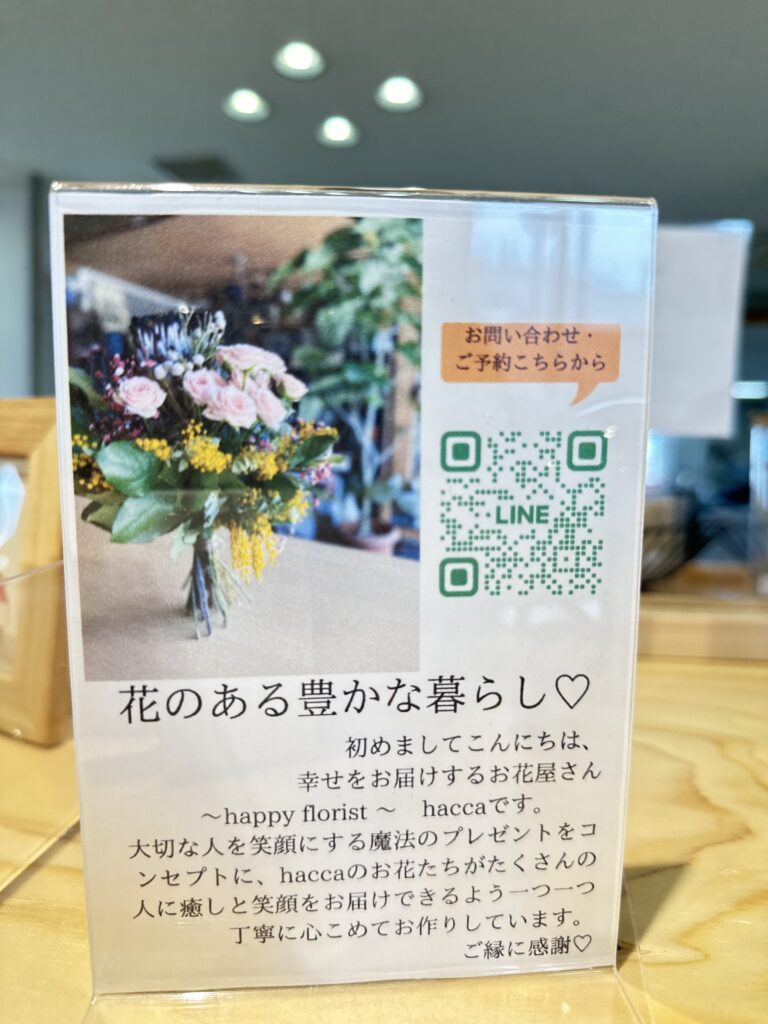 お問い合わせ・
ご予約こちらから
LINE
花のある豊かな暮らし♡
初めましてこんにちは、
幸せをお届けするお花屋さん
～happy florist ～　haccaです。
大切な人を笑顔にする魔法のプレゼントをコ
ンセプトに、haccaのお花たちがたくさんの
人に癒しと笑顔をお届けできるよう一つ一つ
丁寧に心こめてお作りしています。
ご縁に感謝♡